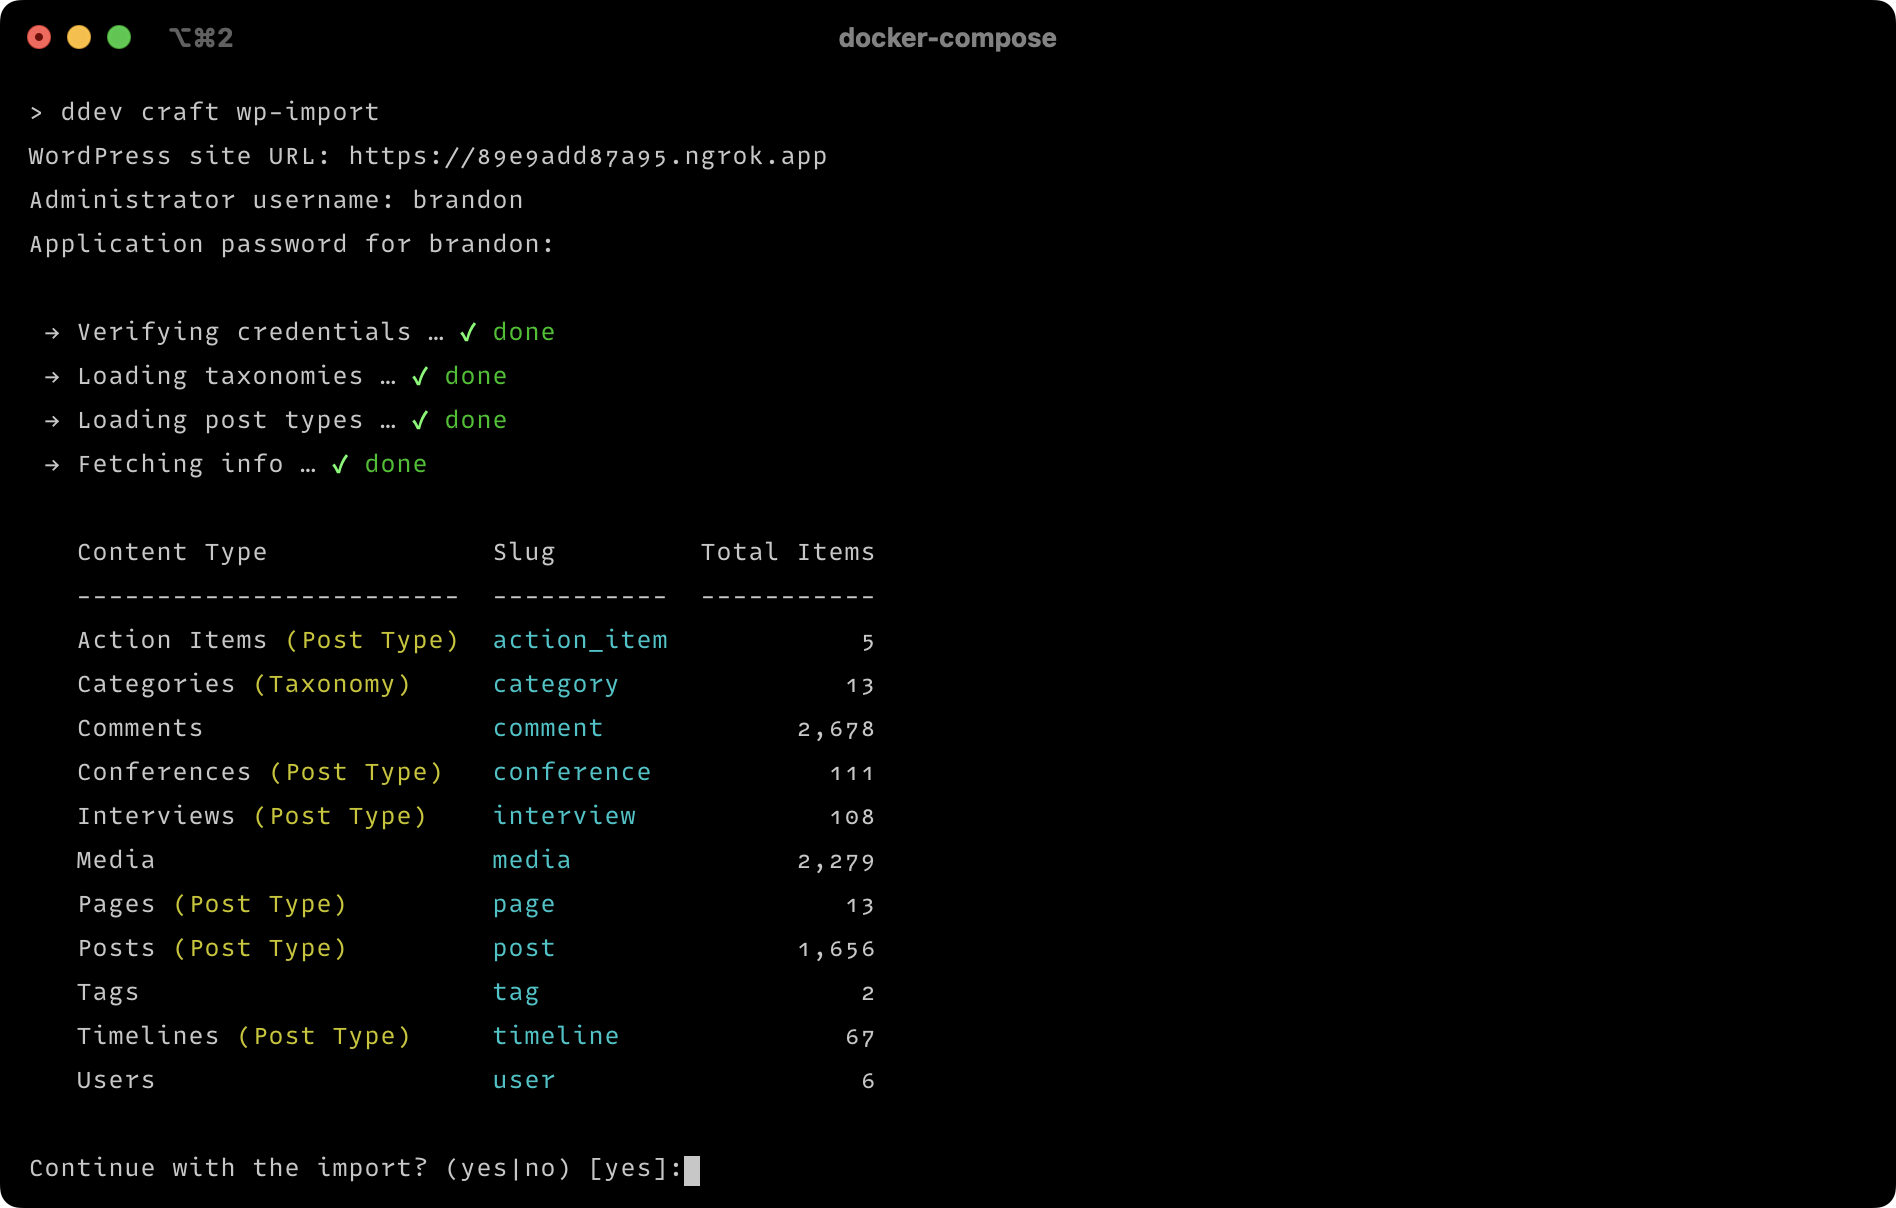 ⌥⌘2
docker-compose
> ddev craft wp-import
WordPress site URL: https://89e9add87a95.ngrok.app
Administrator username: brandon
Application password for brandon:
→ Verifying credentials … ✓ done
→ Loading taxonomies … ✓ done
→ Loading post types … ✓ done
→ Fetching info … ✓ done
Content Type Slug Total Items
------------------------ ----------- -----------
Action Items (Post Type) action_item 5
Categories (Taxonomy) category 13
Comments comment 2,678
Conferences (Post Type) conference 111
Interviews (Post Type) interview 108
Media media 2,279
Pages (Post Type) page 13
Posts (Post Type) post 1,656
Tags tag 2
Timelines (Post Type) timeline 67
Users user 6
Continue with the import? (yes|no) [yes]: